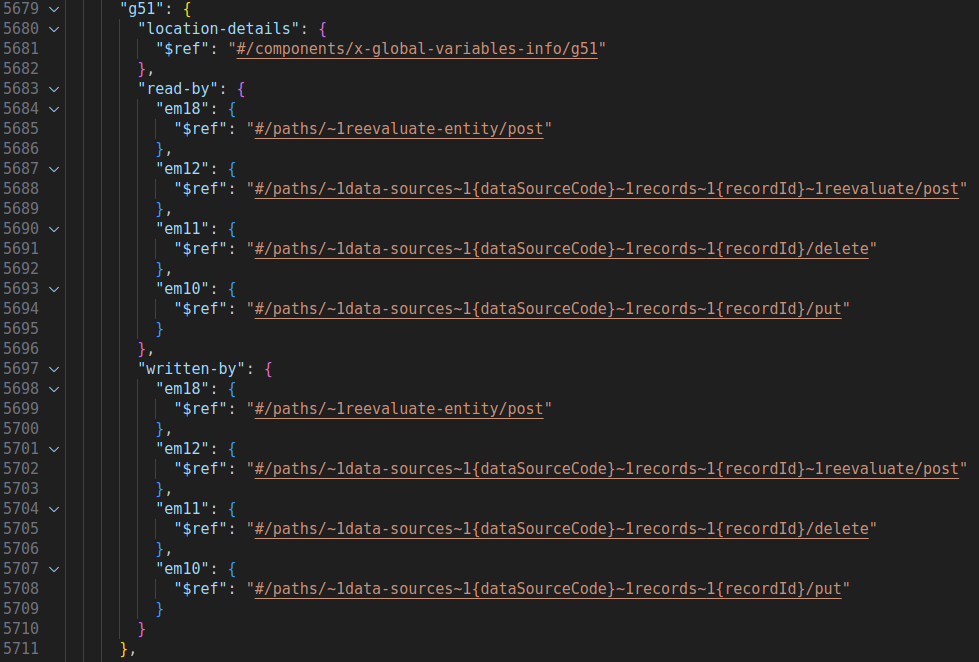 5679 "g51": {
5680 "location-details": {
5681 "$ref": "#/components/x-global-variables-info/g51"
5682 },
5683 "read-by": {
5684 "em18": {
5685 "$ref": "#/paths/~1reevaluate-entity/post"
5686 },
5687 "em12": {
5688 "$ref": "#/paths/~1data-sources~1{dataSourceCode}~1records~1{recordId}~1reevaluate/post"
5689 },
5690 "em11": {
5691 "$ref": "#/paths/~1data-sources~1{dataSourceCode}~1records~1{recordId}/delete"
5692 },
5693 "em10": {
5694 "$ref": "#/paths/~1data-sources~1{dataSourceCode}~1records~1{recordId}/put"
5695 }
5696 },
5697 "written-by": {
5698 "em18": {
5699 "$ref": "#/paths/~1reevaluate-entity/post"
5700 },
5701 "em12": {
5702 "$ref": "#/paths/~1data-sources~1{dataSourceCode}~1records~1{recordId}~1reevaluate/post"
5703 },
5704 "em11": {
5705 "$ref": "#/paths/~1data-sources~1{dataSourceCode}~1records~1{recordId}/delete"
5706 },
5707 "em10": {
5708 "$ref": "#/paths/~1data-sources~1{dataSourceCode}~1records~1{recordId}/put"
5709 }
5710 }
5711 },